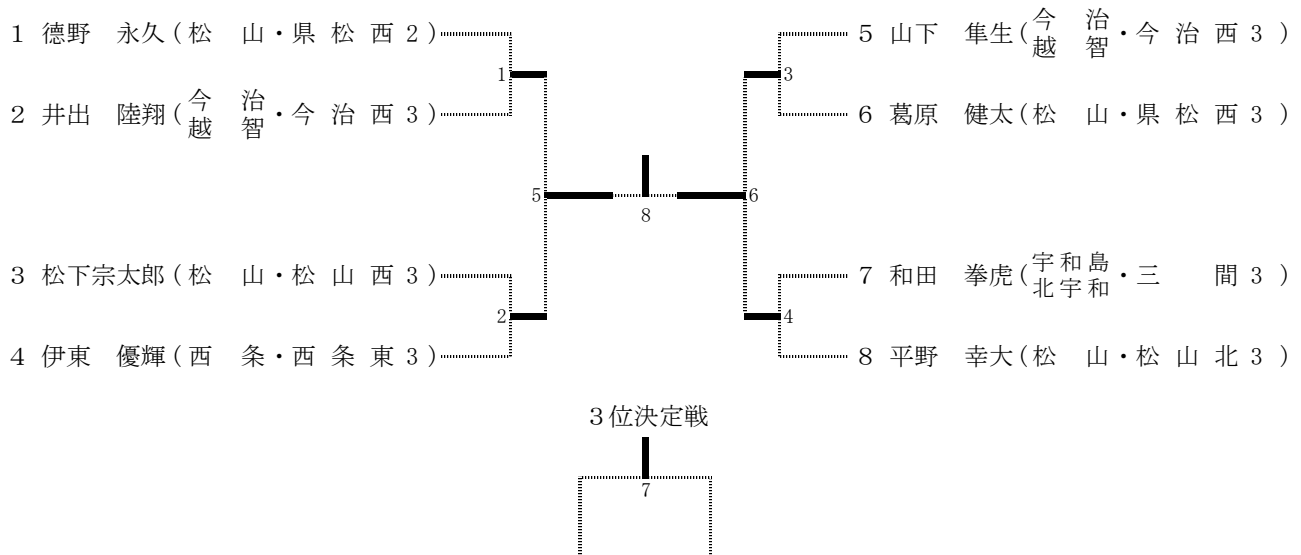 1 德野 永久(松 山・県松西2)
1
2 井出 陸翔(今治越智・今治西3)
5
3 松下宗太郎(松 山・松山西3)
2
4 伊東 優輝(西 条・西条東3)
8
5 山下 隼生(今治越智・今治西3)
3
6 葛原 健太(松 山・県松西3)
6
7 和田 拳虎(宇和島北宇和・三 間3)
4
8 平野 幸大(松 山・松山北3)
3位決定戦
7